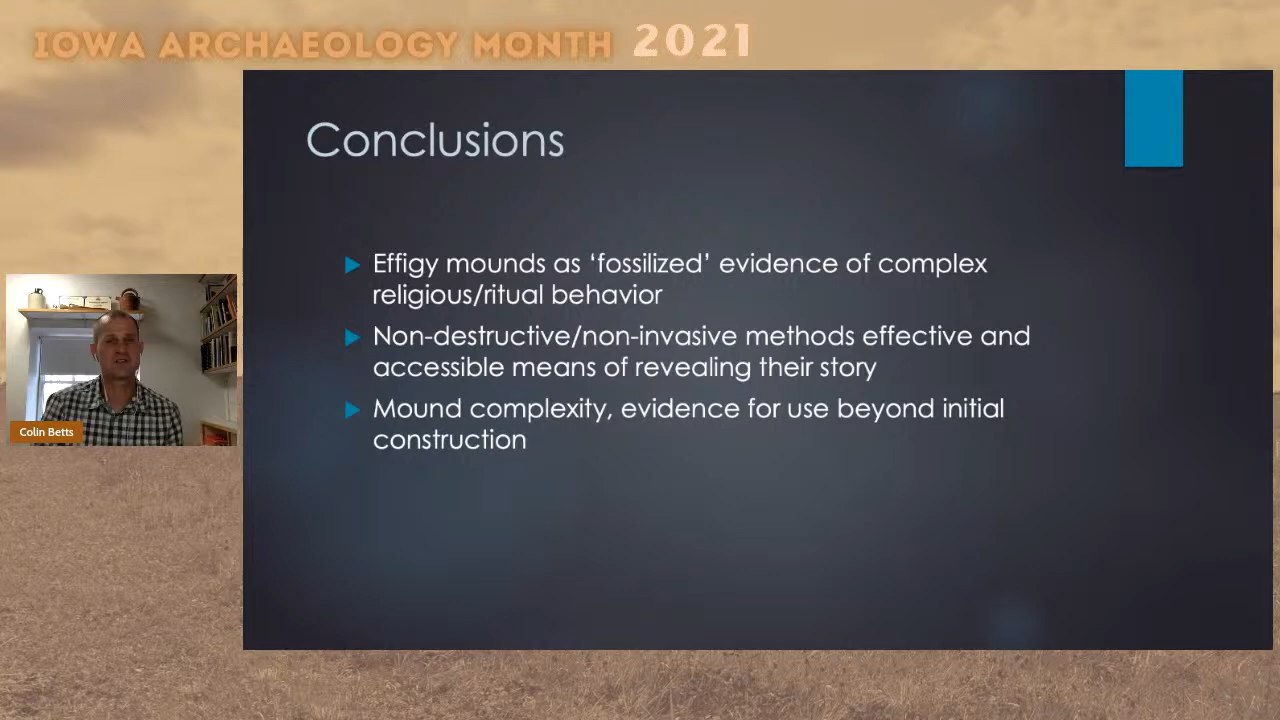 IOWA ARCHAEOLOGY MONTH 2021
Conclusions
Effigy mounds as ‘fossilized’ evidence of complex
religious/ritual behavior
Non-destructive/non-invasive methods effective and
accessible means of revealing their story
Mound complexity, evidence for use beyond initial
construction
Colin Betts